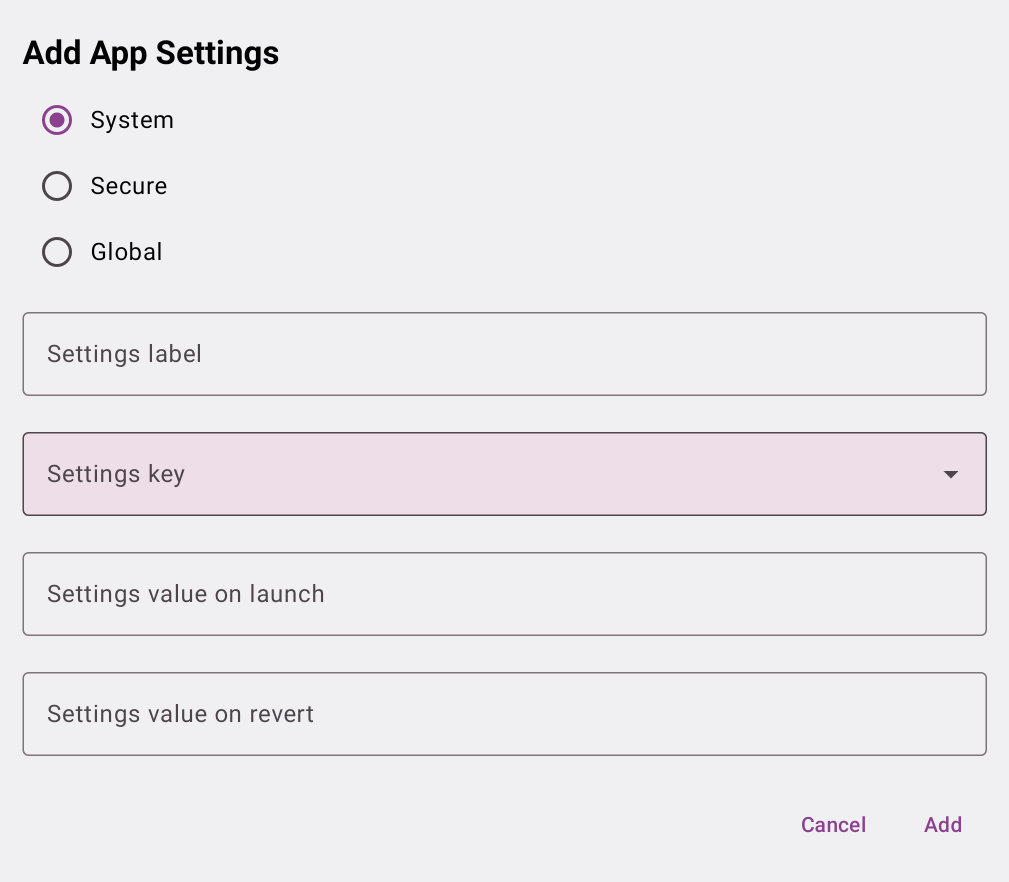 Add App Settings
System
Secure
Global
Settings label
Settings key
Settings value on launch
Settings value on revert
Cancel Add